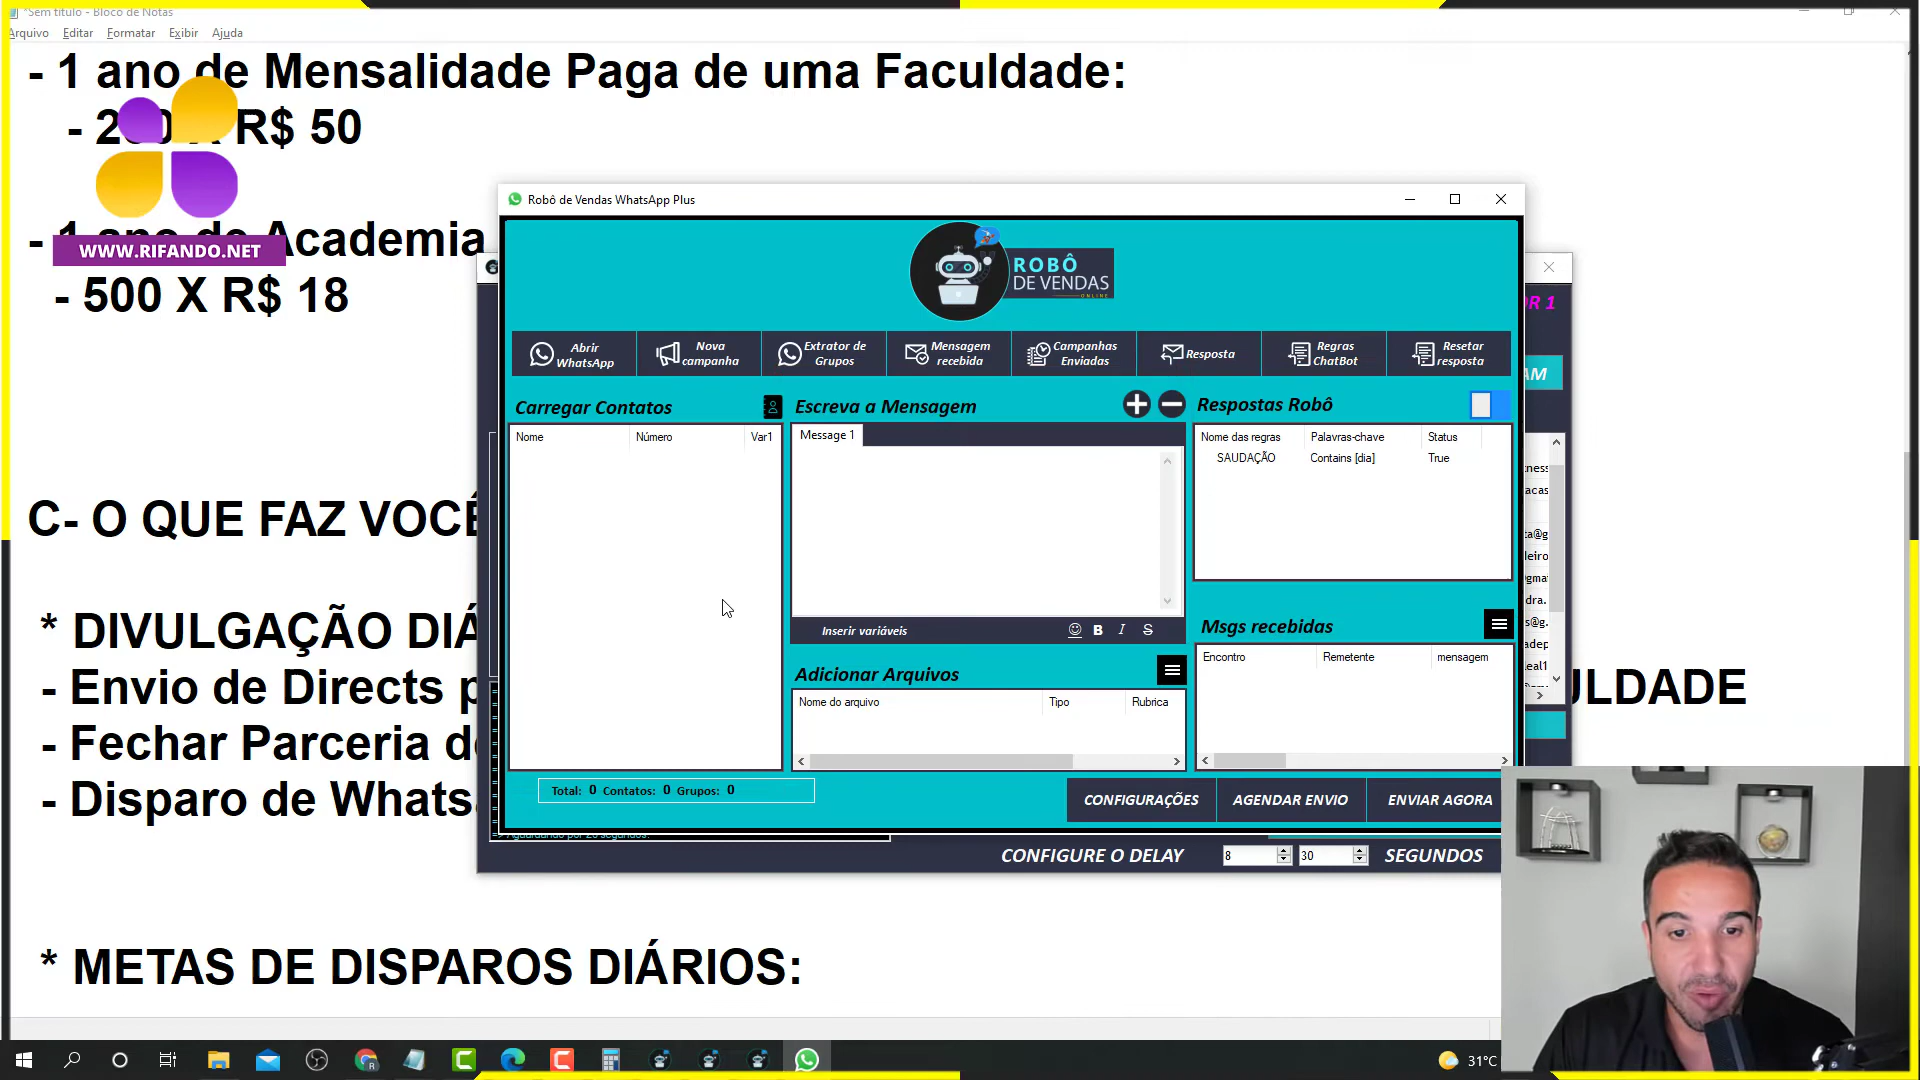 *Sem título - Bloco de Notas
Arquivo Editar Formatar Exibir Ajuda
- 1 ano de Mensalidade Paga de uma Faculdade:
R$ 50
WWW.RIFANDO.NET
Academia
- 500 X R$ 18
C- O QUE FAZ VOCÊ
* DIVULGAÇÃO
- Envio de Directs
ULDADE
- Fechar Parceria
- Disparo de
* METAS DE DISPAROS DIÁRIOS:
Robô de Vendas WhatsApp Plus
ROBÔ
DE VENDAS
ONLINE
Abrir WhatsApp
Nova campanha
Extrator de Grupos
Mensagem recebida
Campanhas Enviadas
Resposta
Regras ChatBot
Resetar resposta
Carregar Contatos
Nome Número Var1
Total: 0 Contatos: 0 Grupos: 0
Escreva a Mensagem
Message 1
Inserir variáveis
B I S
Adicionar Arquivos
Nome do arquivo Tipo Rubrica
Respostas Robô
Nome das regras Palavras-chave Status
SAUDAÇÃO Contains [dia] True
Msgs recebidas
Encontro Remetente mensagem
CONFIGURAÇÕES
AGENDAR ENVIO
ENVIAR AGORA
OR 1
AM
CONFIGURE O DELAY 8 30 SEGUNDOS
31°C